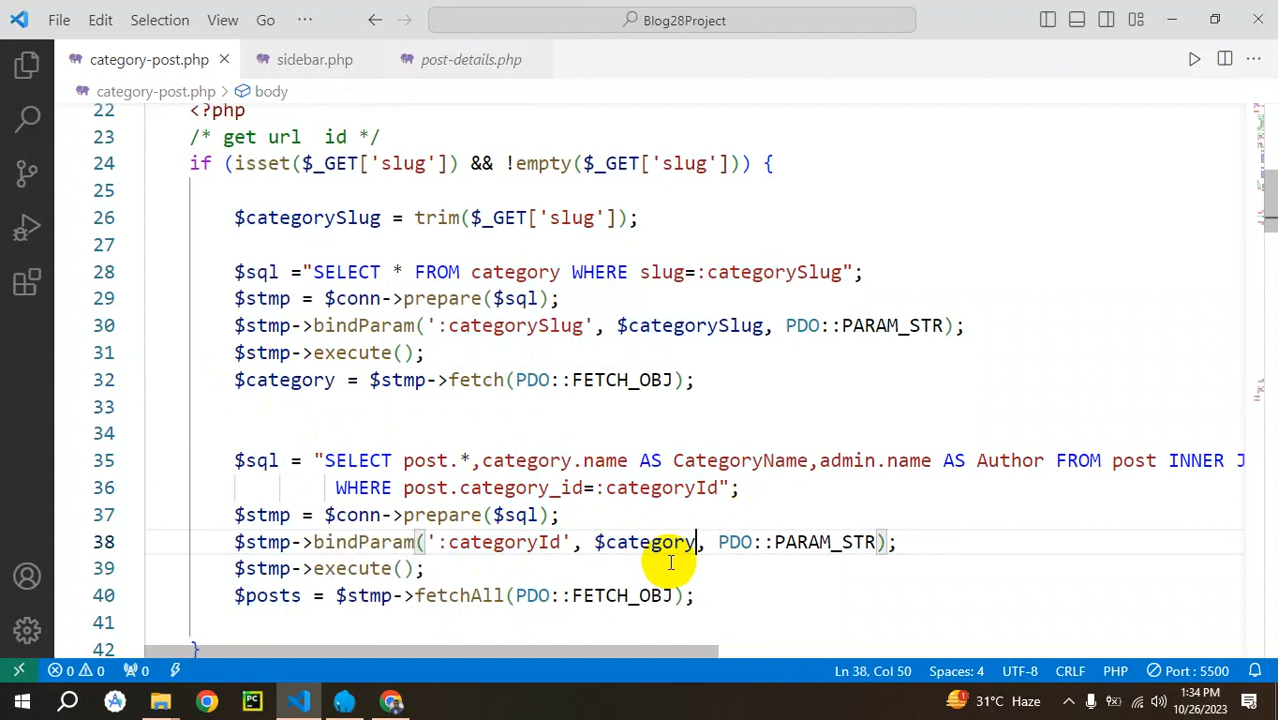 File Edit Selection View Go ··· Blog28Project
category-post.php sidebar.php post-details.php
category-post.php > body
22 <?php
23 /* get url  id */
24 if (isset($_GET['slug']) && !empty($_GET['slug'])) {
25
26 $categorySlug = trim($_GET['slug']);
27
28 $sql ="SELECT * FROM category WHERE slug=:categorySlug";
29 $stmp = $conn->prepare($sql);
30 $stmp->bindParam(':categorySlug', $categorySlug, PDO::PARAM_STR);
31 $stmp->execute();
32 $category = $stmp->fetch(PDO::FETCH_OBJ);
33
34
35 $sql = "SELECT post.*,category.name AS CategoryName,admin.name AS Author FROM post INNER J
36 WHERE post.category_id=:categoryId";
37 $stmp = $conn->prepare($sql);
38 $stmp->bindParam(':categoryId', $category, PDO::PARAM_STR);
39 $stmp->execute();
40 $posts = $stmp->fetchAll(PDO::FETCH_OBJ);
41
42 }
0 0 0 Ln 38, Col 50 Spaces: 4 UTF-8 CRLF PHP Port : 5500
PC 31°C Haze 1:34 PM
10/26/2023